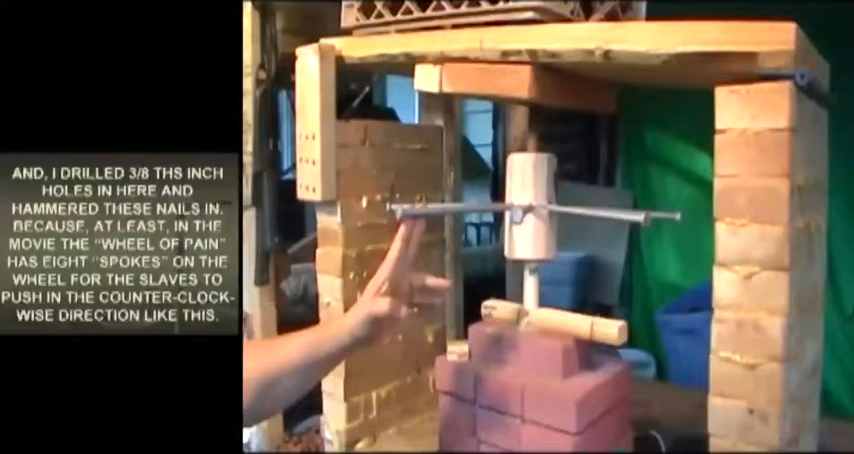 AND, I DRILLED 3/8 THS INCH
HOLES IN HERE AND
HAMMERED THESE NAILS IN.
BECAUSE, AT LEAST, IN THE
MOVIE THE "WHEEL OF PAIN"
HAS EIGHT "SPOKES" ON THE
WHEEL FOR THE SLAVES TO
PUSH IN THE COUNTER-CLOCK-
WISE DIRECTION LIKE THIS.